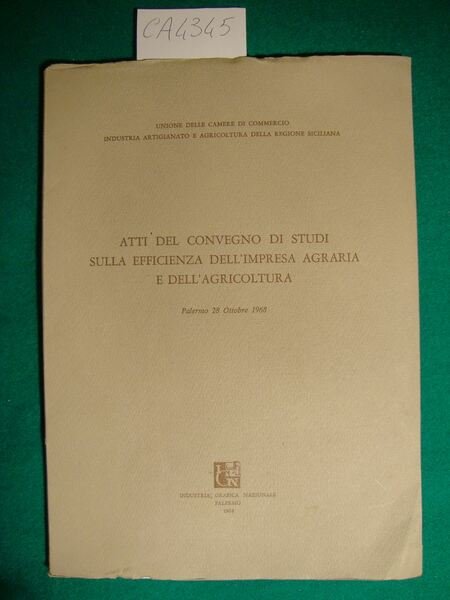 CA4345
UNIONE DELLE CAMERE DI COMMERCIO
INDUSTRIA ARTIGIANATO E AGRICOLTURA DELLA REGIONE SICILIANA
ATTI DEL CONVEGNO DI STUDI
SULLA EFFICIENZA DELL'IMPRESA AGRARIA
E DELL'AGRICOLTURA
Palermo 28 Ottobre 1968
INDUSTRIA GRAFICA NAZIONALE
PALERMO